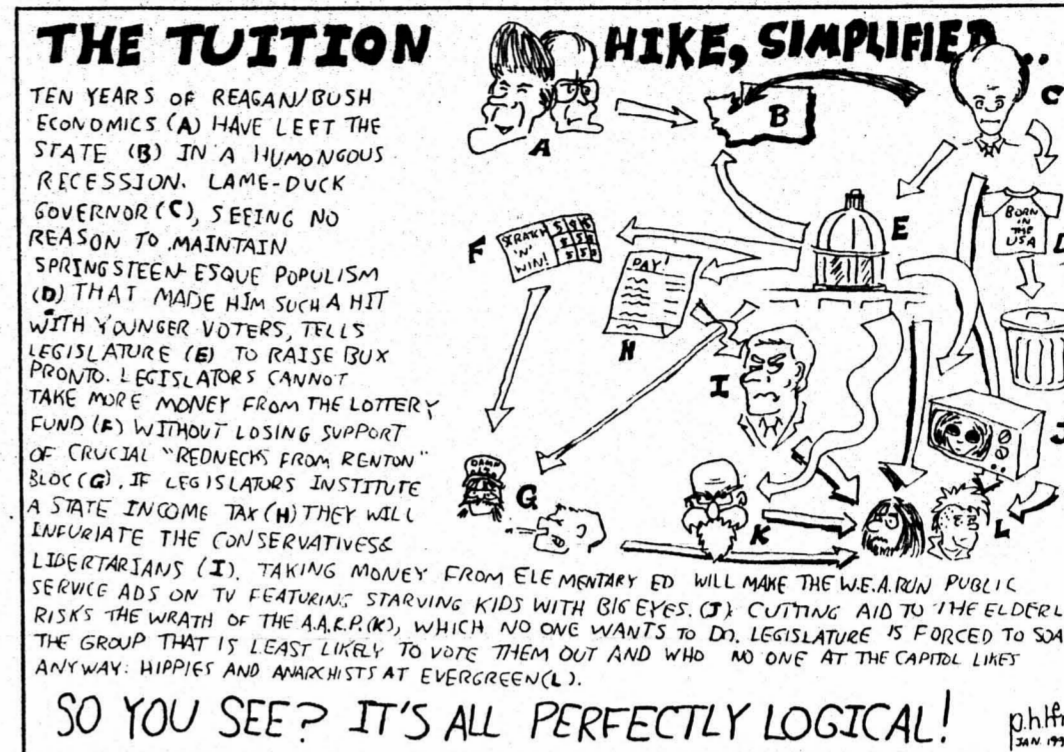 THE TUITION HIKE, SIMPLIFIED...
TEN YEARS OF REAGAN/BUSH
ECONOMICS (A) HAVE LEFT THE
STATE (B) IN A HUMONGOUS
RECESSION. LAME-DUCK
GOVERNOR (C), SEEING NO
REASON TO MAINTAIN
SPRINGSTEEN-ESQUE POPULISM
(D) THAT MADE HIM SUCH A HIT
WITH YOUNGER VOTERS, TELLS
LEGISLATURE (E) TO RAISE BUX
PRONTO. LEGISLATORS CANNOT
TAKE MORE MONEY FROM THE LOTTERY
FUND (F) WITHOUT LOSING SUPPORT
OF CRUCIAL "REDNECKS FROM RENTON"
BLOC (G). IF LEGISLATORS INSTITUTE
A STATE INCOME TAX (H) THEY WILL
INFURIATE THE CONSERVATIVES &
LIBERTARIANS (I). TAKING MONEY FROM ELEMENTARY ED WILL MAKE THE W.E.A. RUN PUBLIC
SERVICE ADS ON TV FEATURING STARVING KIDS WITH BIG EYES. (J) CUTTING AID TO THE ELDERL
RISKS THE WRATH OF THE A.A.R.P. (K), WHICH NO ONE WANTS TO DO. LEGISLATURE IS FORCED TO SOA
THE GROUP THAT IS LEAST LIKELY TO VOTE THEM OUT AND WHO NO ONE AT THE CAPITOL LIKES
ANYWAY: HIPPIES AND ANARCHISTS AT EVERGREEN (L).
A
B
C
BORN
IN
THE
USA
E
F
SCRATCH
'N'
WIN!
PAY!
H
I
J
G
K
L
SO YOU SEE? IT'S ALL PERFECTLY LOGICAL!
JAN.